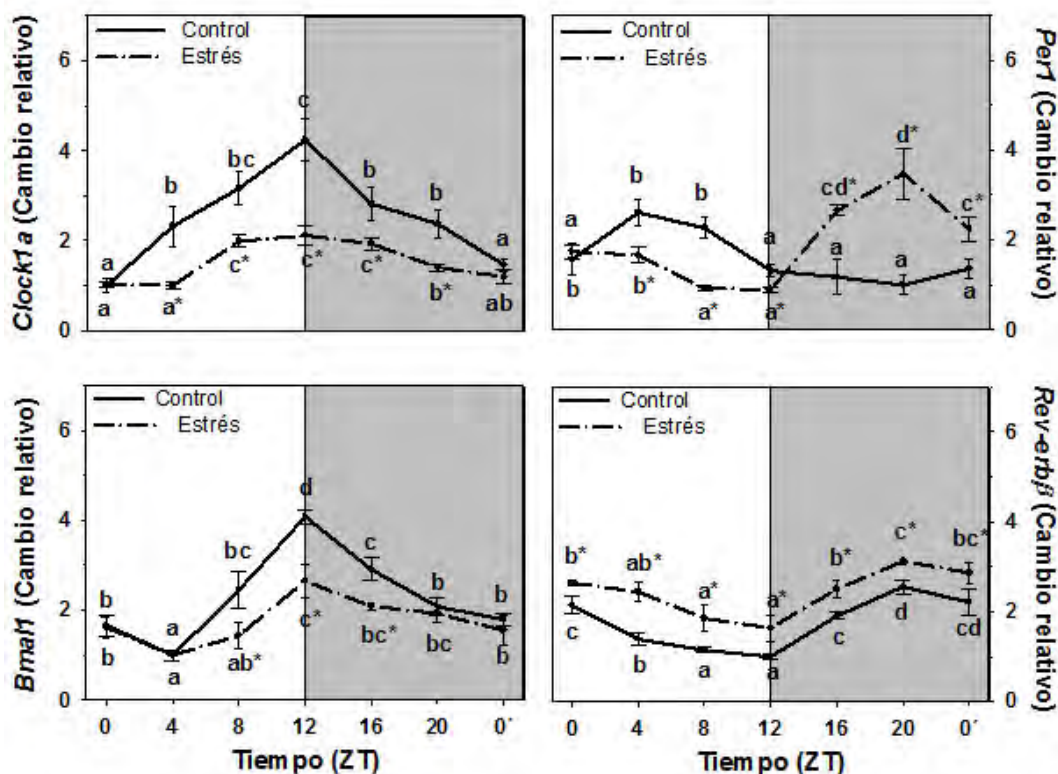 Clock1a (Cambio relativo)
6
4
2
0
Control
Estrés
a
b
bc
c
b
b
a
a
a*
c*
c*
c*
b*
ab
Per1 (Cambio relativo)
6
4
2
0
Control
Estrés
a
b
b
a
a
a
a
b
b*
a*
a*
cd*
d*
c*
Bmal1 (Cambio relativo)
6
4
2
0
Control
Estrés
b
a
bc
d
c
b
b
b
a
ab*
c*
bc*
bc
b
0 4 8 12 16 20 0'
Tiempo (ZT)
Rev-erbβ (Cambio relativo)
6
4
2
0
Control
Estrés
b*
ab*
a*
a*
b*
c*
bc*
c
b
a
a
c
d
cd
0 4 8 12 16 20 0'
Tiempo (ZT)